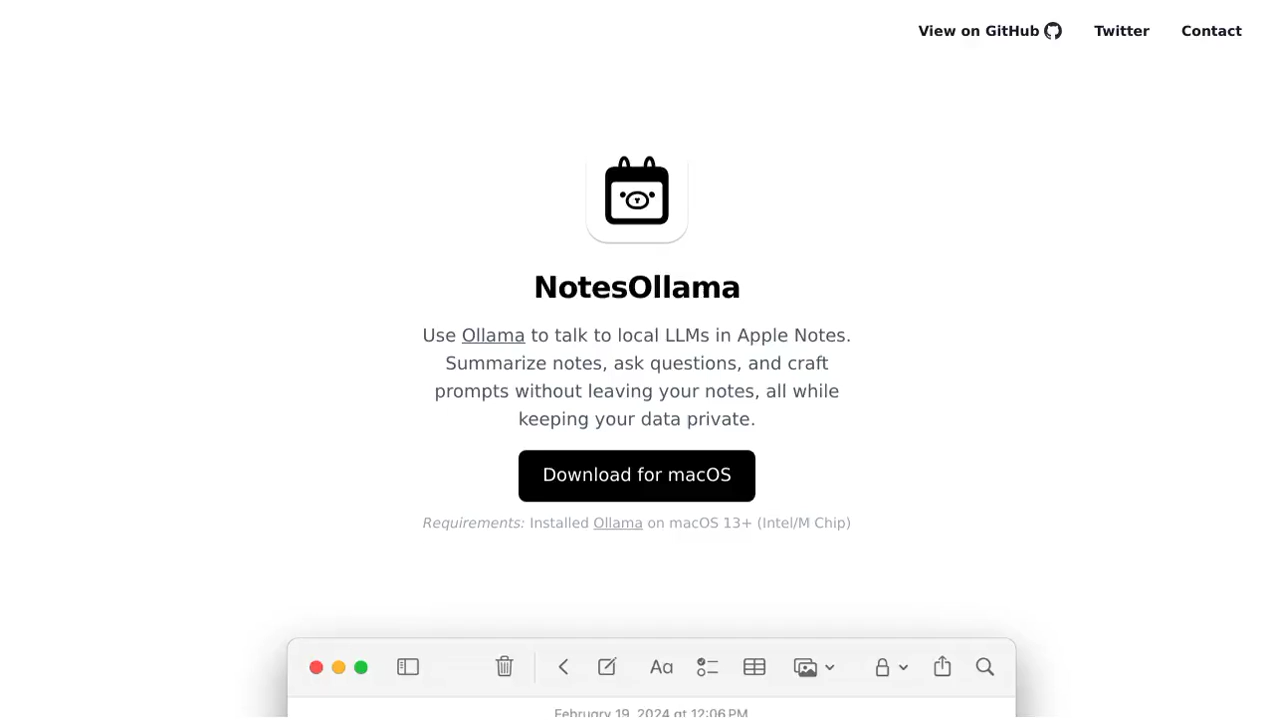 View on GitHub Twitter Contact
NotesOllama
Use Ollama to talk to local LLMs in Apple Notes.
Summarize notes, ask questions, and craft
prompts without leaving your notes, all while
keeping your data private.
Download for macOS
Requirements: Installed Ollama on macOS 13+ (Intel/M Chip)
Aa
February 19, 2024 at 12:06 PM